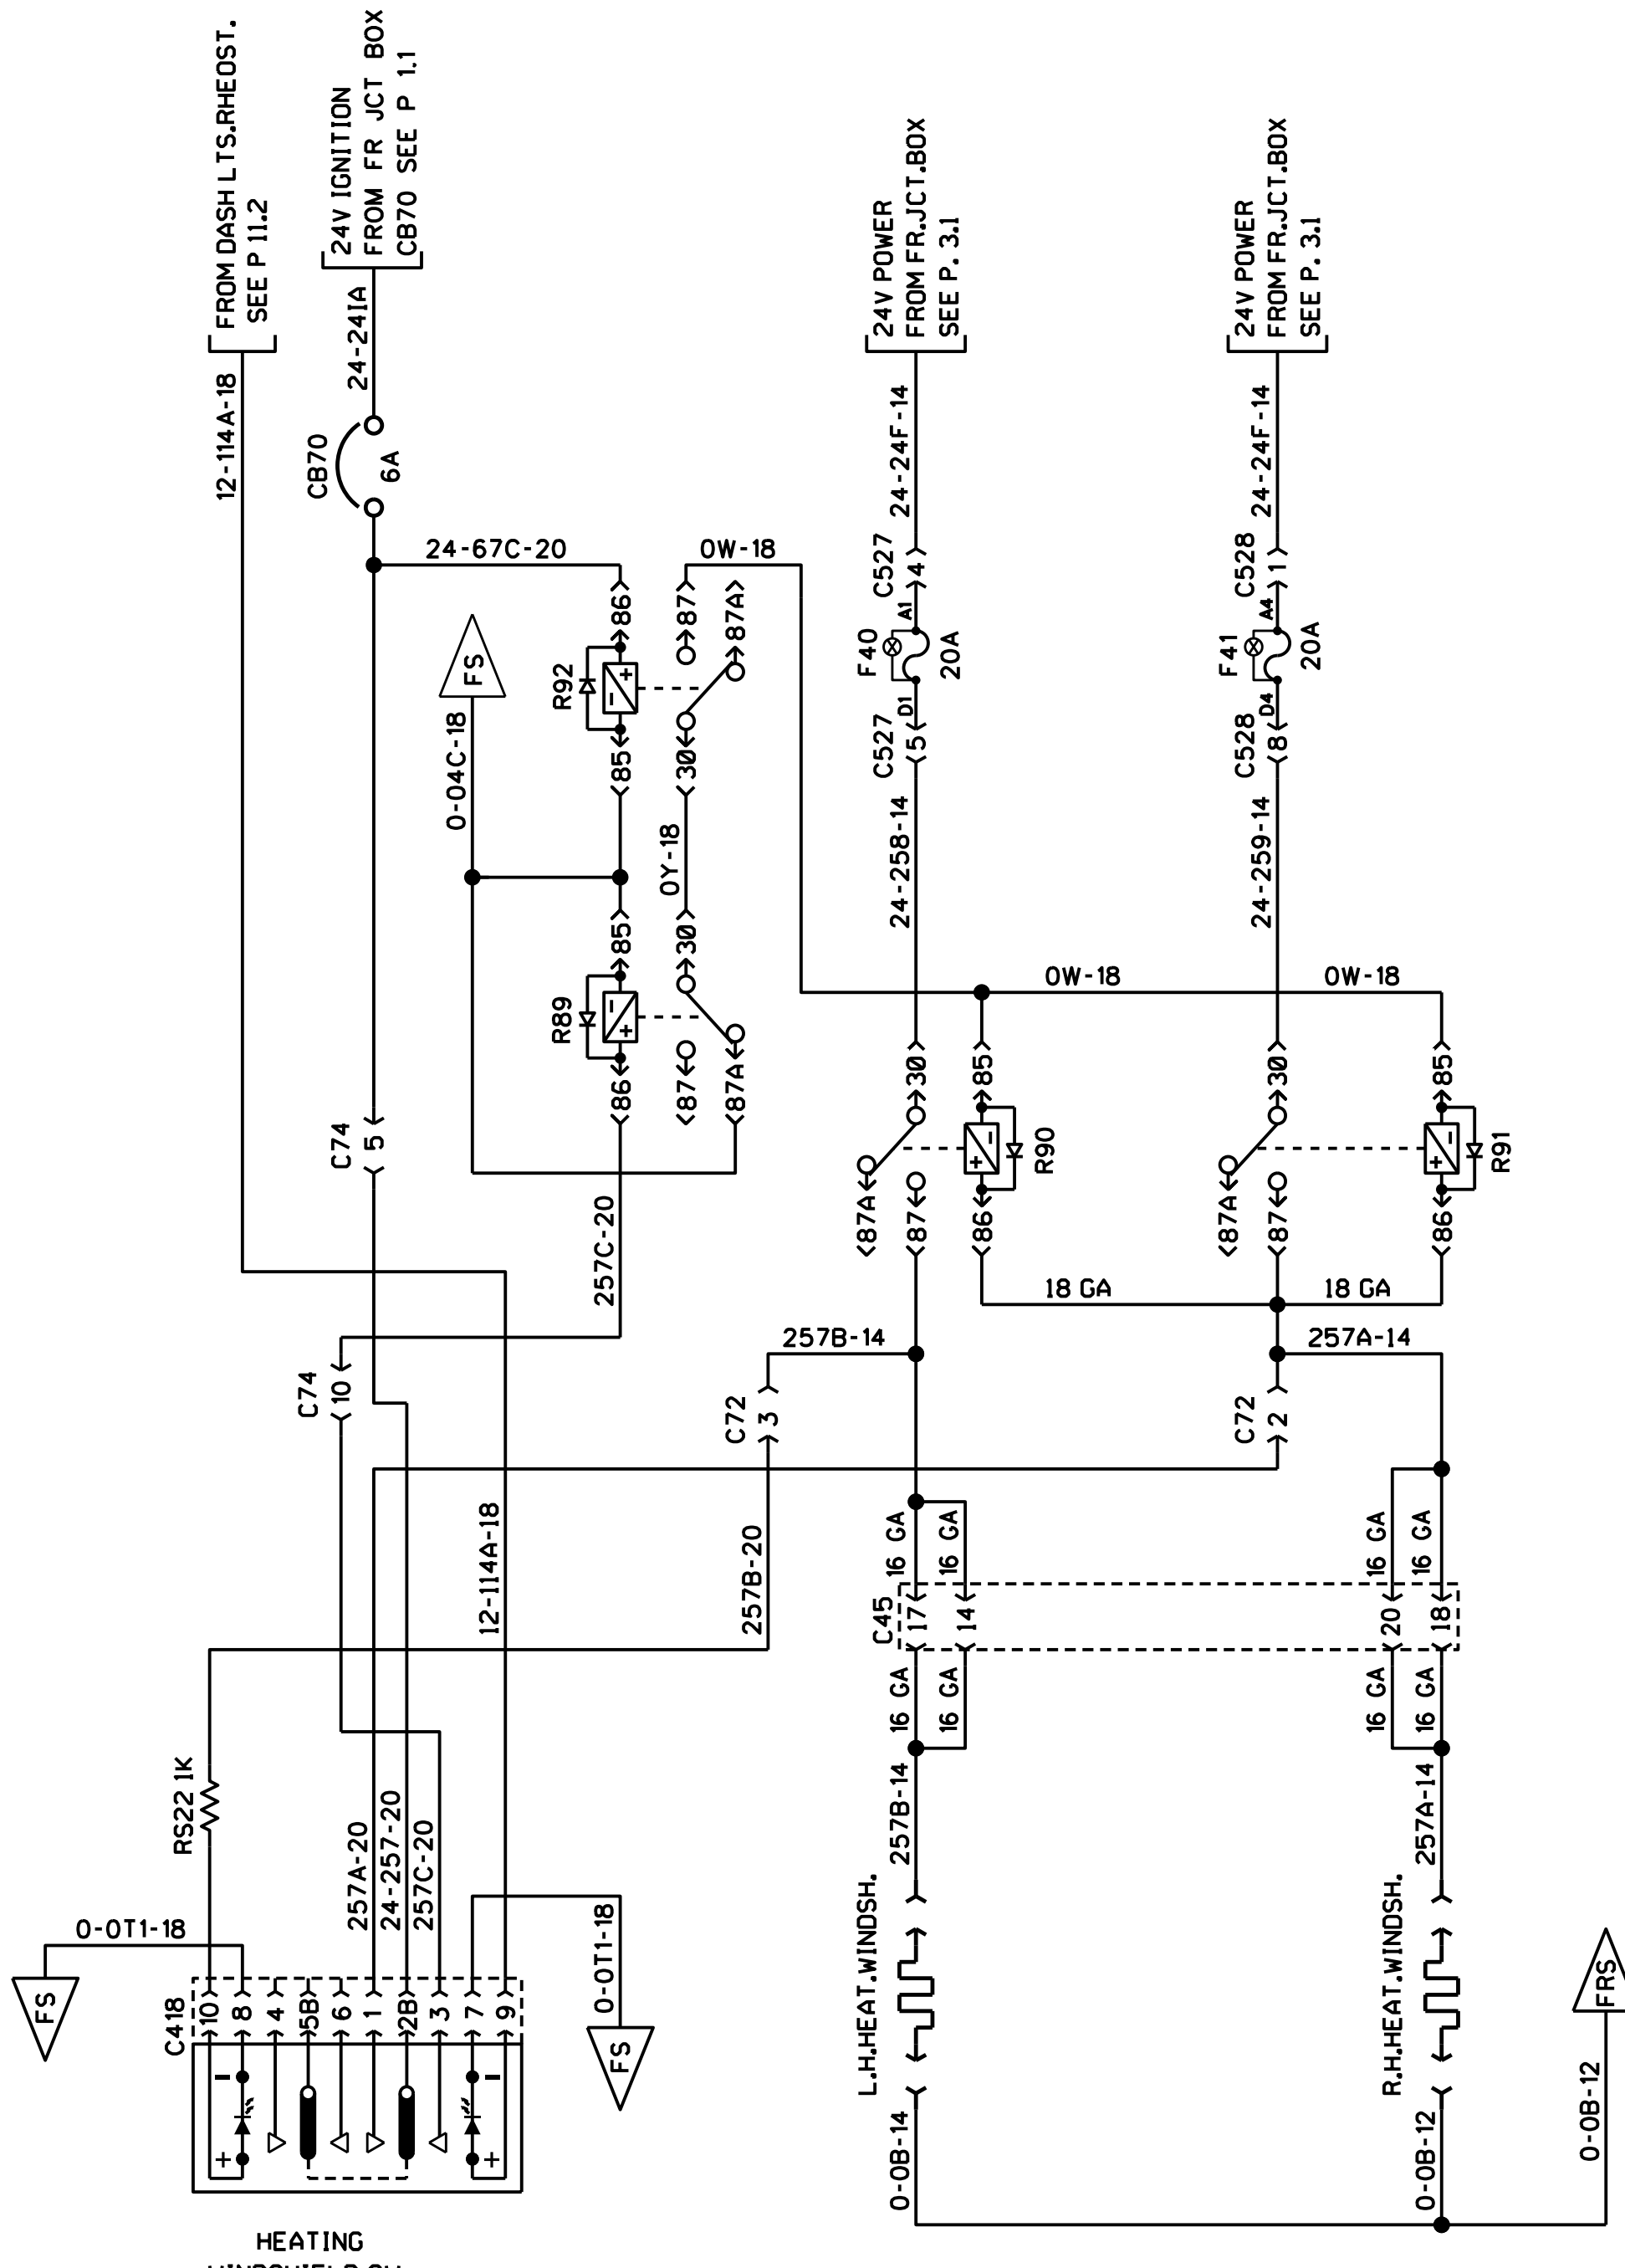 FROM DASH LTS.RHEOST.
SEE P 11.2
24V IGNITION
FROM FR JCT BOX
CB70 SEE P 1.1
24V POWER
FROM FR.JCT.BOX
SEE P. 3.1
24V POWER
FROM FR.JCT.BOX
SEE P. 3.1
12-114A-18
24-24IA
CB70
6A
24-24F-14
24-24F-14
24-67C-20
0W-18
C527
4
A1
F40
20A
D1
C527
5
C528
1
A4
F41
20A
D4
C528
8
FS
0-04C-18
R92
86
87
87A
85
30
0Y-18
24-258-14
24-259-14
R89
85
30
86
87
87A
0W-18
0W-18
C74
5
30
85
87A
87
86
R90
30
85
87A
87
86
R91
257C-20
18 GA
18 GA
257B-14
257A-14
C74
10
C72
3
C72
2
12-114A-18
257B-20
16 GA
16 GA
16 GA
16 GA
C45
17
14
20
18
16 GA
16 GA
16 GA
16 GA
RS22 1K
257A-20
24-257-20
257C-20
257B-14
257A-14
0-0T1-18
0-0T1-18
FS
FS
C418
10
8
4
5B
6
1
2B
3
7
9
- -
+ +
L.H.HEAT.WINDSH.
R.H.HEAT.WINDSH.
0-0B-14
0-0B-12
0-0B-12
FRS
HEATING